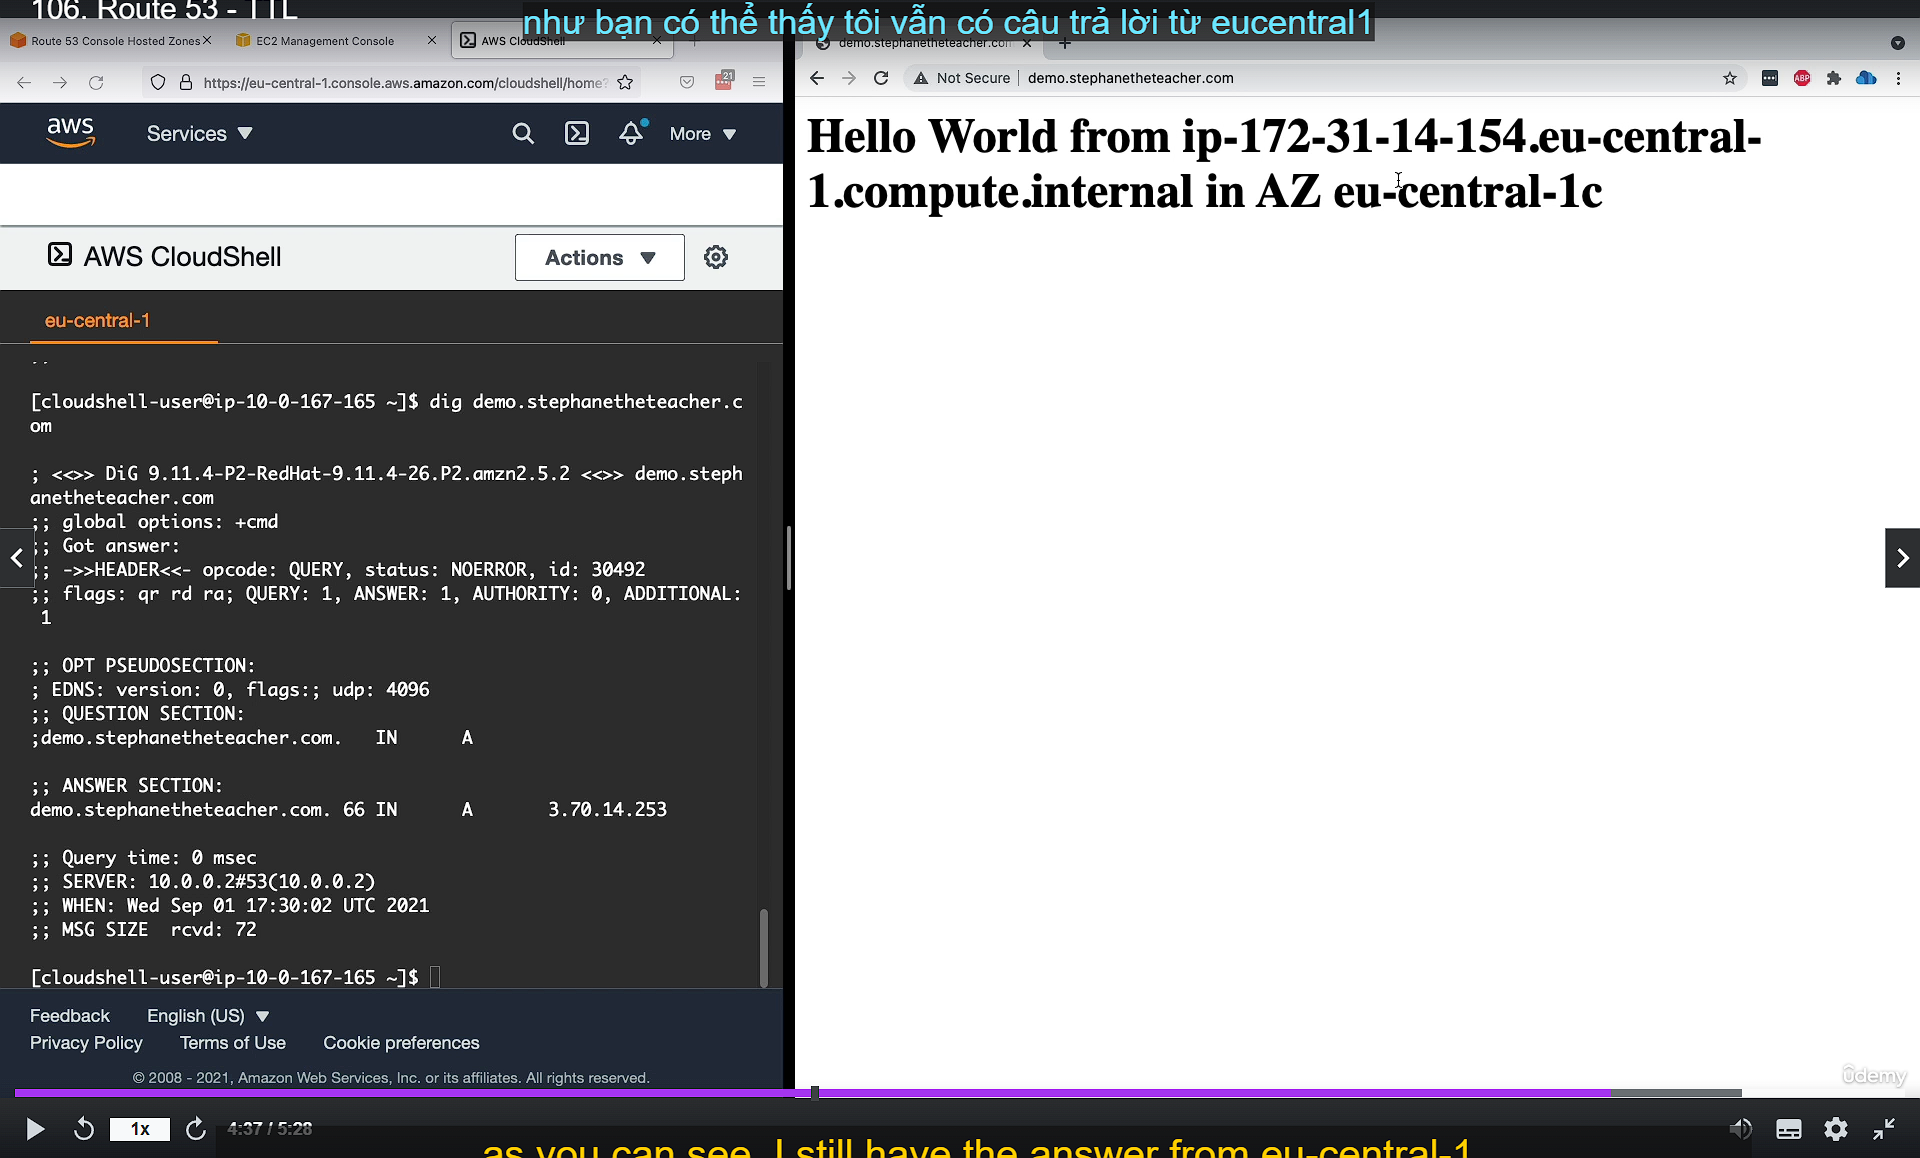 106. Route 53 - TTL
như bạn có thể thấy tôi vẫn có câu trả lời từ eucentral1
Route 53 Console Hosted Zones
EC2 Management Console
AWS CloudShell
demo.stephanetheteacher.com
https://eu-central-1.console.aws.amazon.com/cloudshell/home?
21
Not Secure
demo.stephanetheteacher.com
ABP
aws
Services
More
Hello World from ip-172-31-14-154.eu-central-
1.compute.internal in AZ eu-central-1c
AWS CloudShell
Actions
eu-central-1
;;
[cloudshell-user@ip-10-0-167-165 ~]$ dig demo.stephanetheteacher.c
om
; <<>> DiG 9.11.4-P2-RedHat-9.11.4-26.P2.amzn2.5.2 <<>> demo.steph
anetheteacher.com
;; global options: +cmd
;; Got answer:
;; ->>HEADER<<- opcode: QUERY, status: NOERROR, id: 30492
;; flags: qr rd ra; QUERY: 1, ANSWER: 1, AUTHORITY: 0, ADDITIONAL:
1
;; OPT PSEUDOSECTION:
; EDNS: version: 0, flags:; udp: 4096
;; QUESTION SECTION:
;demo.stephanetheteacher.com. IN A
;; ANSWER SECTION:
demo.stephanetheteacher.com. 66 IN A 3.70.14.253
;; Query time: 0 msec
;; SERVER: 10.0.0.2#53(10.0.0.2)
;; WHEN: Wed Sep 01 17:30:02 UTC 2021
;; MSG SIZE rcvd: 72
[cloudshell-user@ip-10-0-167-165 ~]$
Feedback
English (US)
Privacy Policy
Terms of Use
Cookie preferences
© 2008 - 2021, Amazon Web Services, Inc. or its affiliates. All rights reserved.
ûdemy
1x
4:37 / 5:28
as you can see, I still have the answer from eu-central-1